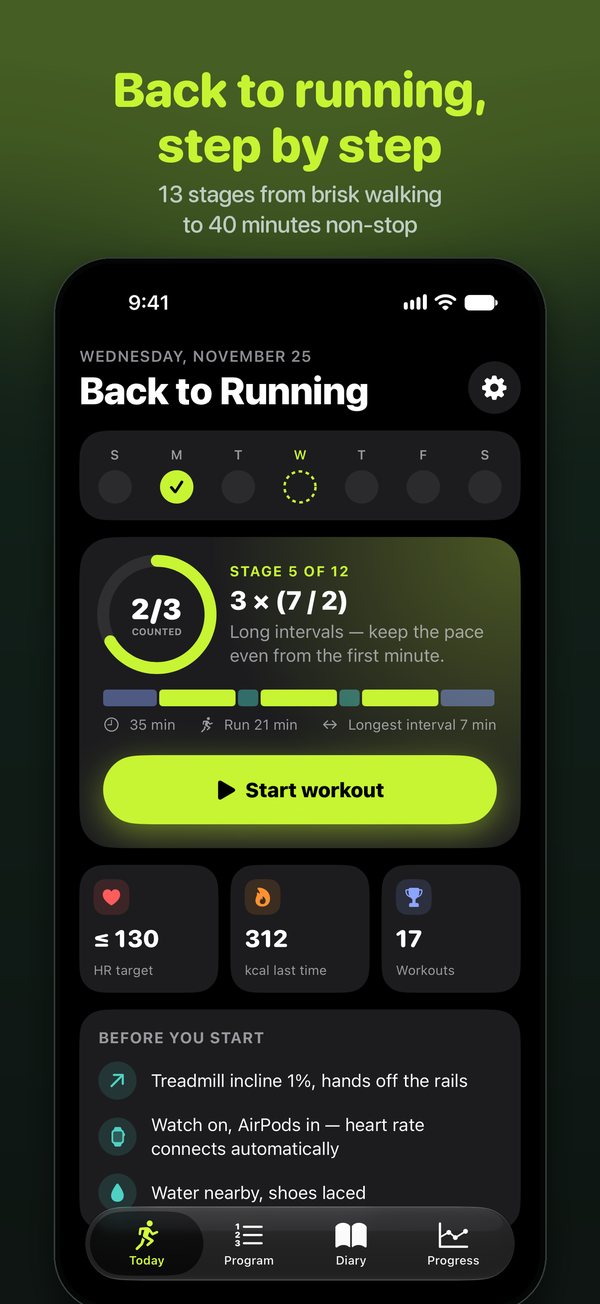 Back to running,
step by step
13 stages from brisk walking
to 40 minutes non-stop
9:41
WEDNESDAY, NOVEMBER 25
Back to Running
S M T W T F S
2/3
COUNTED
STAGE 5 OF 12
3 × (7 / 2)
Long intervals — keep the pace
even from the first minute.
35 min Run 21 min Longest interval 7 min
Start workout
≤ 130
HR target
312
kcal last time
17
Workouts
BEFORE YOU START
Treadmill incline 1%, hands off the rails
Watch on, AirPods in — heart rate
connects automatically
Water nearby, shoes laced
Today Program Diary Progress